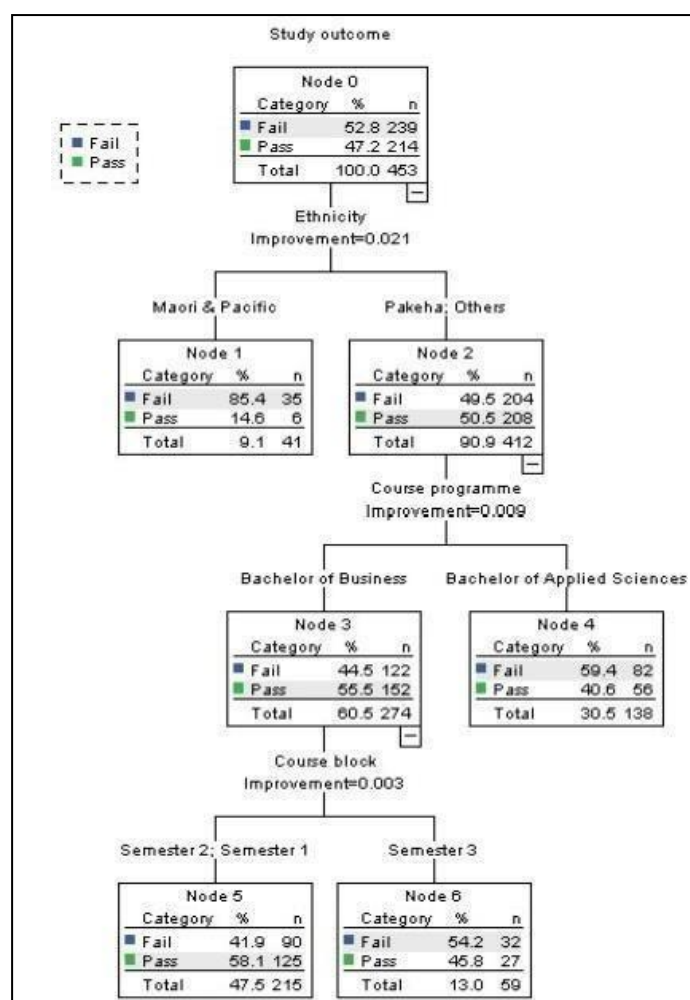 Study outcome
Fail
Pass
Node 0
Category % n
Fail 52.8 239
Pass 47.2 214
Total 100.0 453
Ethnicity
Improvement=0.021
Maori & Pacific
Pakeha; Others
Node 1
Category % n
Fail 85.4 35
Pass 14.6 6
Total 9.1 41
Node 2
Category % n
Fail 49.5 204
Pass 50.5 208
Total 90.9 412
Course programme
Improvement=0.009
Bachelor of Business
Bachelor of Applied Sciences
Node 3
Category % n
Fail 44.5 122
Pass 55.5 152
Total 60.5 274
Node 4
Category % n
Fail 59.4 82
Pass 40.6 56
Total 30.5 138
Course block
Improvement=0.003
Semester 2; Semester 1
Semester 3
Node 5
Category % n
Fail 41.9 90
Pass 58.1 125
Total 47.5 215
Node 6
Category % n
Fail 54.2 32
Pass 45.8 27
Total 13.0 59